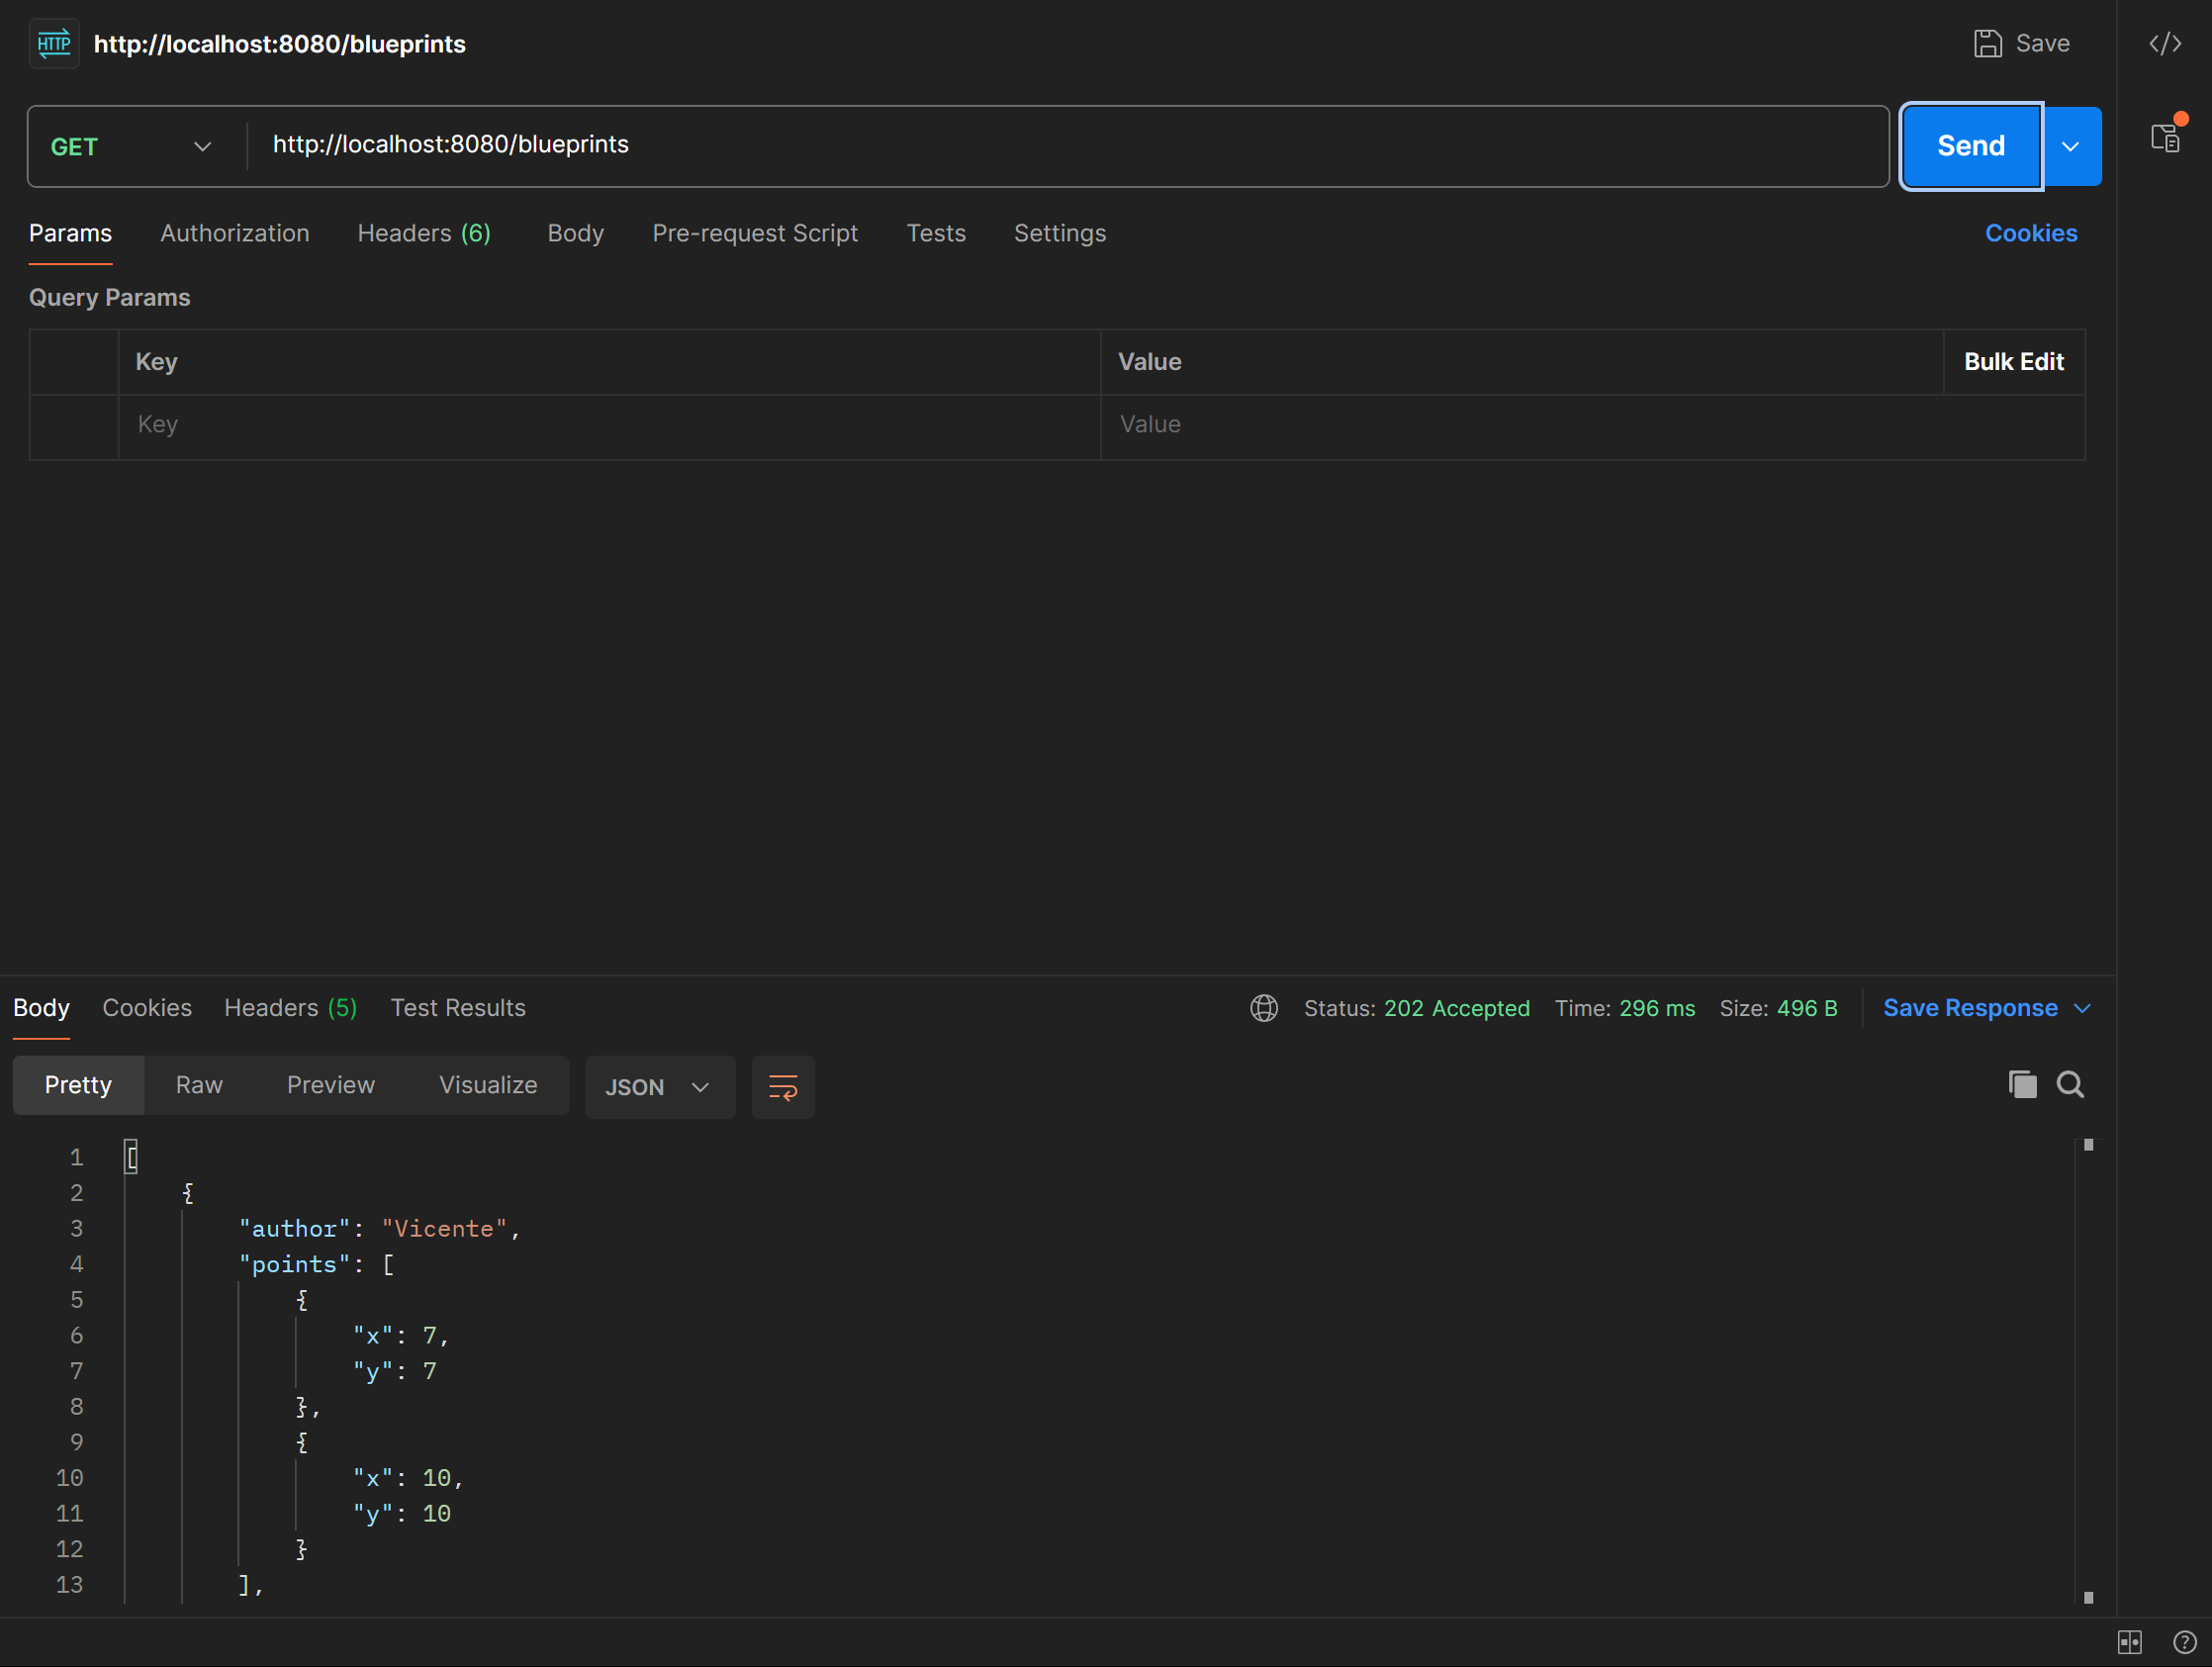 HTTP http://localhost:8080/blueprints Save
GET http://localhost:8080/blueprints Send
Params Authorization Headers (6) Body Pre-request Script Tests Settings Cookies
Query Params
Key Value Bulk Edit
Key Value
Body Cookies Headers (5) Test Results Status: 202 Accepted Time: 296 ms Size: 496 B Save Response
Pretty Raw Preview Visualize JSON
1 [
2 {
3 "author": "Vicente",
4 "points": [
5 {
6 "x": 7,
7 "y": 7
8 },
9 {
10 "x": 10,
11 "y": 10
12 }
13 ],